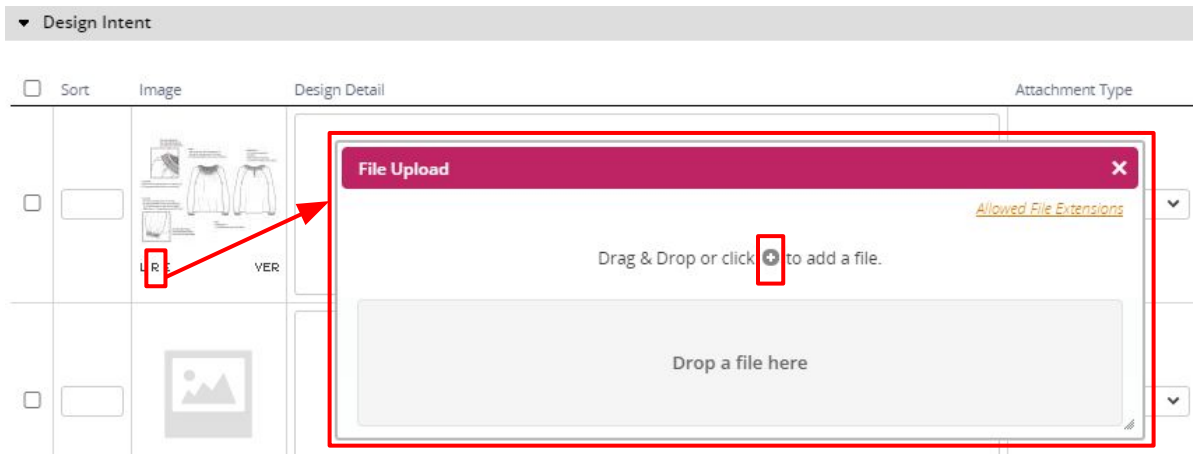 Design Intent
Sort Image Design Detail Attachment Type
File Upload
Allowed File Extensions
Drag & Drop or click to add a file.
L R E VER
Drop a file here